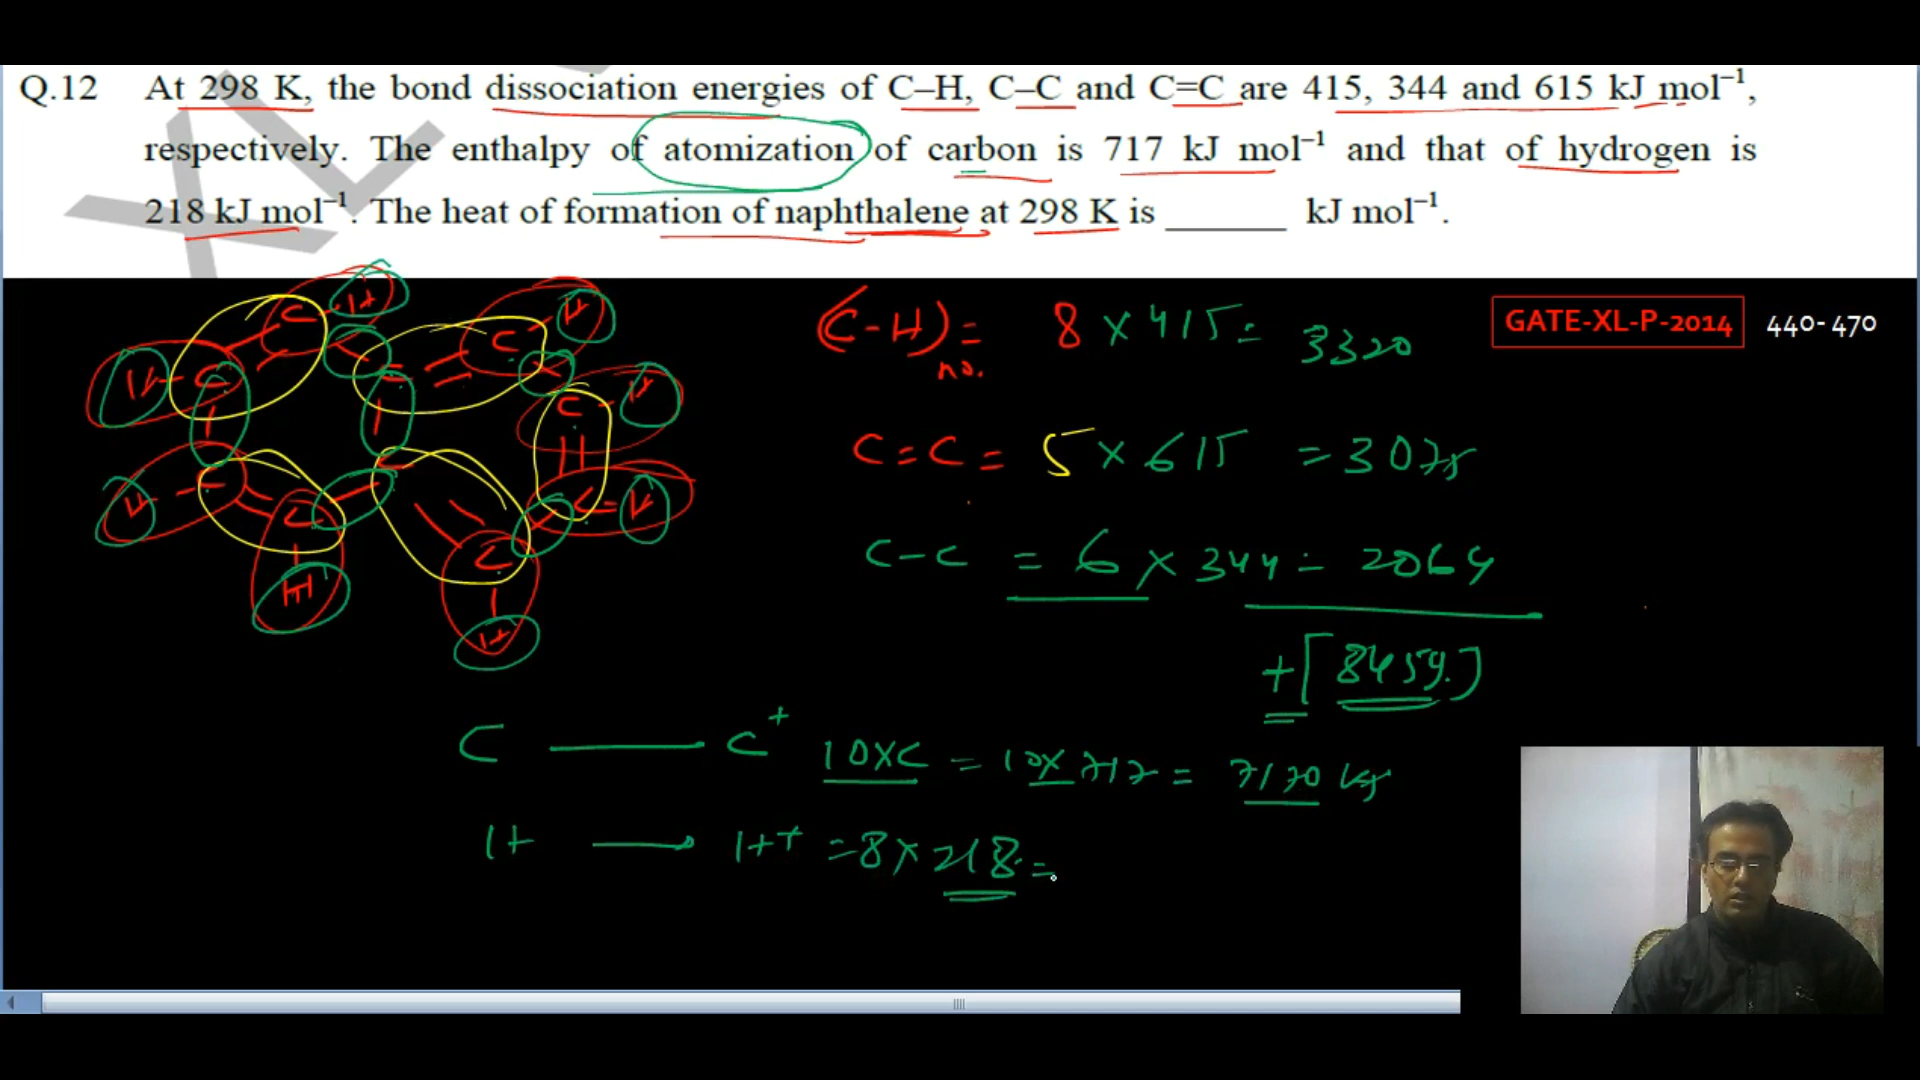 Q.12 At 298 K, the bond dissociation energies of C–H, C–C and C=C are 415, 344 and 615 kJ mol⁻¹,
respectively. The enthalpy of atomization of carbon is 717 kJ mol⁻¹ and that of hydrogen is
218 kJ mol⁻¹. The heat of formation of naphthalene at 298 K is ______ kJ mol⁻¹.
GATE-XL-P-2014 440-470
(C-H) = 8 × 415 = 3320
no.
C=C = 5 × 615 = 3075
C-C = 6 × 344 = 2064
+[8459.]
C — C⁺ 10×C = 10×717 = 7170 kJ
H → H⁺ = 8×218 =